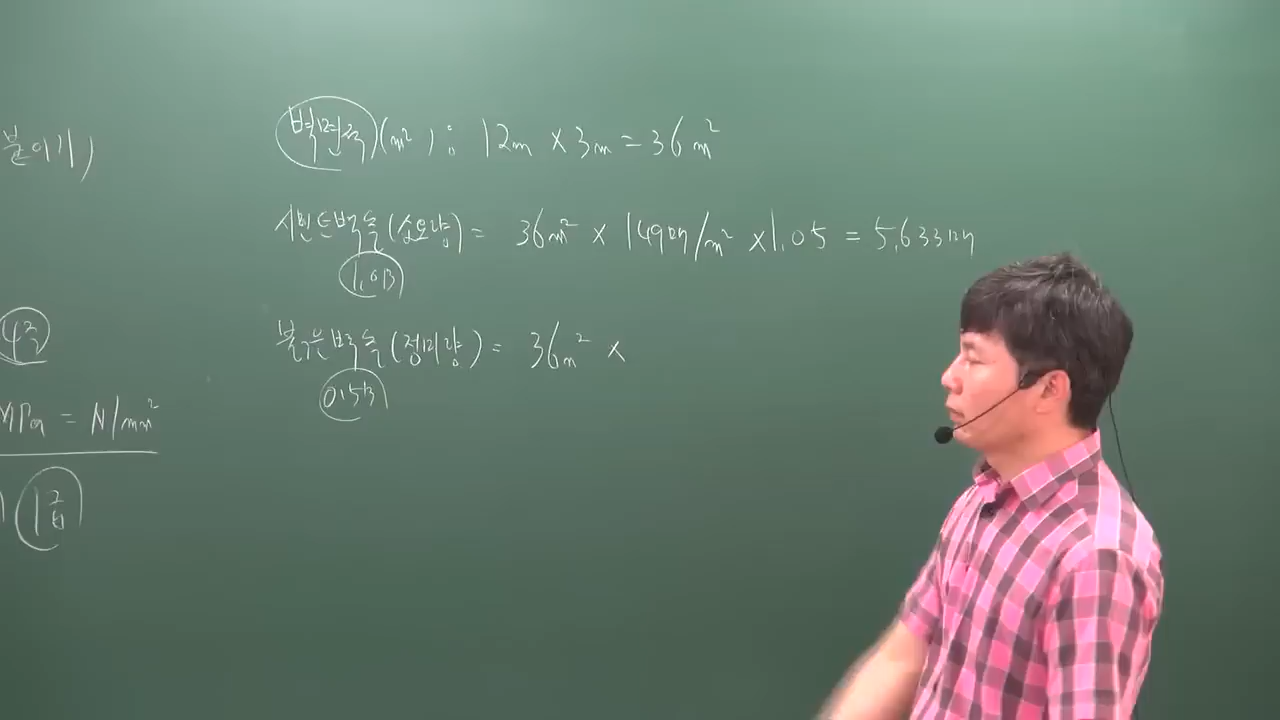 붙이기)
4주
MPa = N/mm²
1급
벽면적(m²) : 12m × 3m = 36m²
시멘트벽돌(소요량) = 36m² × 149매/m² × 1.05 = 5,633매
1.0B
붉은벽돌(정미량) = 36m² ×
0.5B